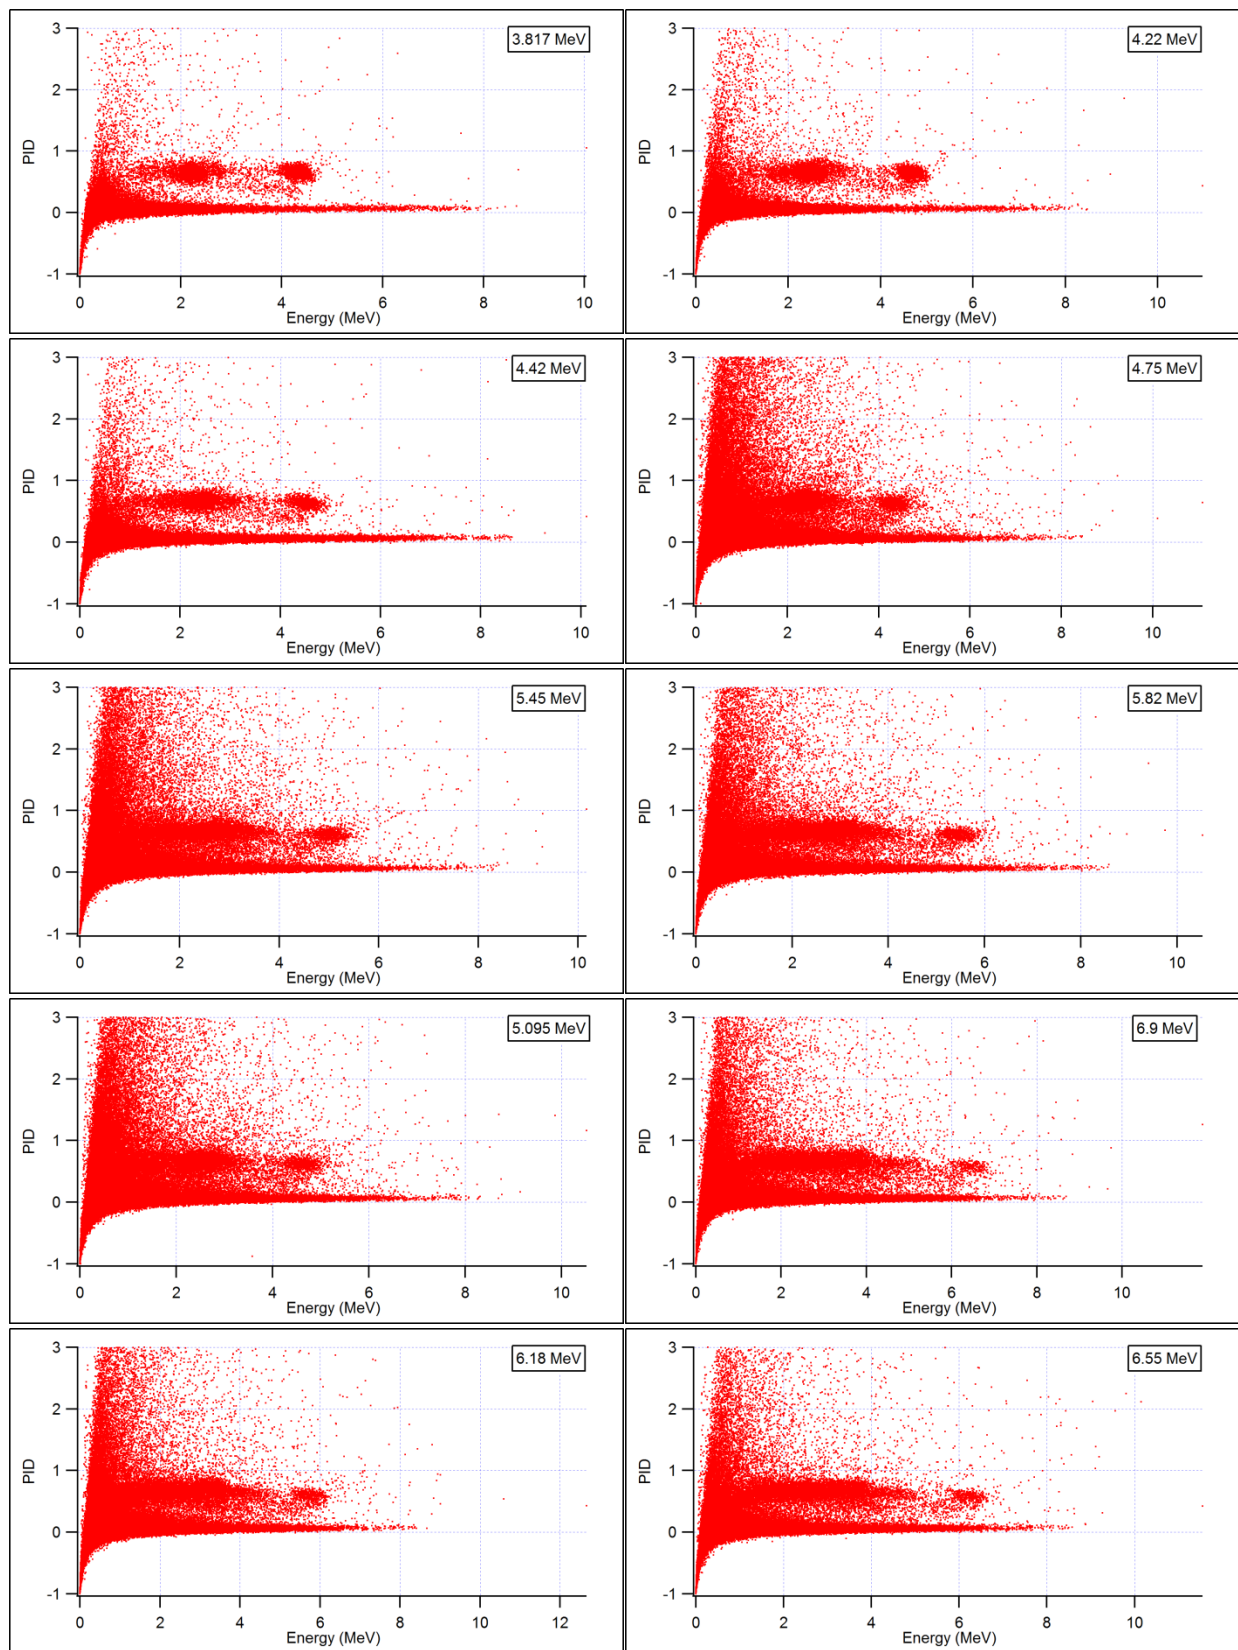 3.817 MeV
3
2
1
0
-1
PID
0 2 4 6 8 10
Energy (MeV)
4.22 MeV
3
2
1
0
-1
PID
0 2 4 6 8 10
Energy (MeV)
4.42 MeV
3
2
1
0
-1
PID
0 2 4 6 8 10
Energy (MeV)
4.75 MeV
3
2
1
0
-1
PID
0 2 4 6 8 10
Energy (MeV)
5.45 MeV
3
2
1
0
-1
PID
0 2 4 6 8 10
Energy (MeV)
5.82 MeV
3
2
1
0
-1
PID
0 2 4 6 8 10
Energy (MeV)
5.095 MeV
3
2
1
0
-1
PID
0 2 4 6 8 10
Energy (MeV)
6.9 MeV
3
2
1
0
-1
PID
0 2 4 6 8 10
Energy (MeV)
6.18 MeV
3
2
1
0
-1
PID
0 2 4 6 8 10 12
Energy (MeV)
6.55 MeV
3
2
1
0
-1
PID
0 2 4 6 8 10
Energy (MeV)